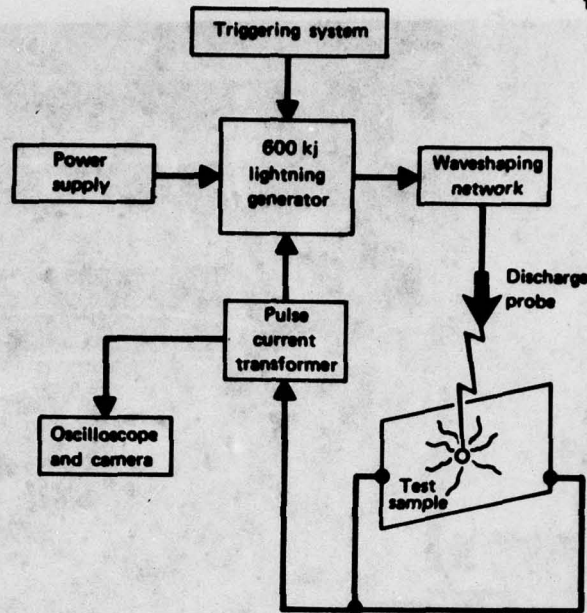 Triggering system
Power
supply
600 kj
lightning
generator
Waveshaping
network
Discharge
probe
Pulse
current
transformer
Oscilloscope
and camera
Test
sample